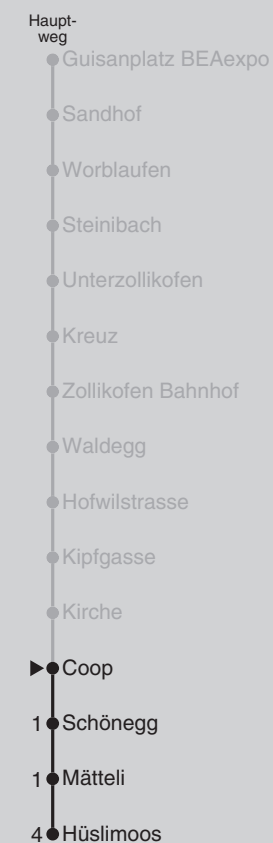 Haupt-
weg
Guisanplatz BEAexpo
Sandhof
Worblaufen
Steinibach
Unterzollikofen
Kreuz
Zollikofen Bahnhof
Waldegg
Hofwilstrasse
Kipfgasse
Kirche
Coop
1 Schönegg
1 Mätteli
4 Hüslimoos